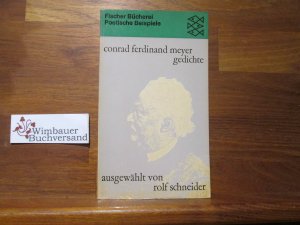 Fischer Bücherei
Poetische Beispiele
conrad ferdinand meyer
gedichte
Wimbauer
Buchversand
ausgewählt von
rolf schneider